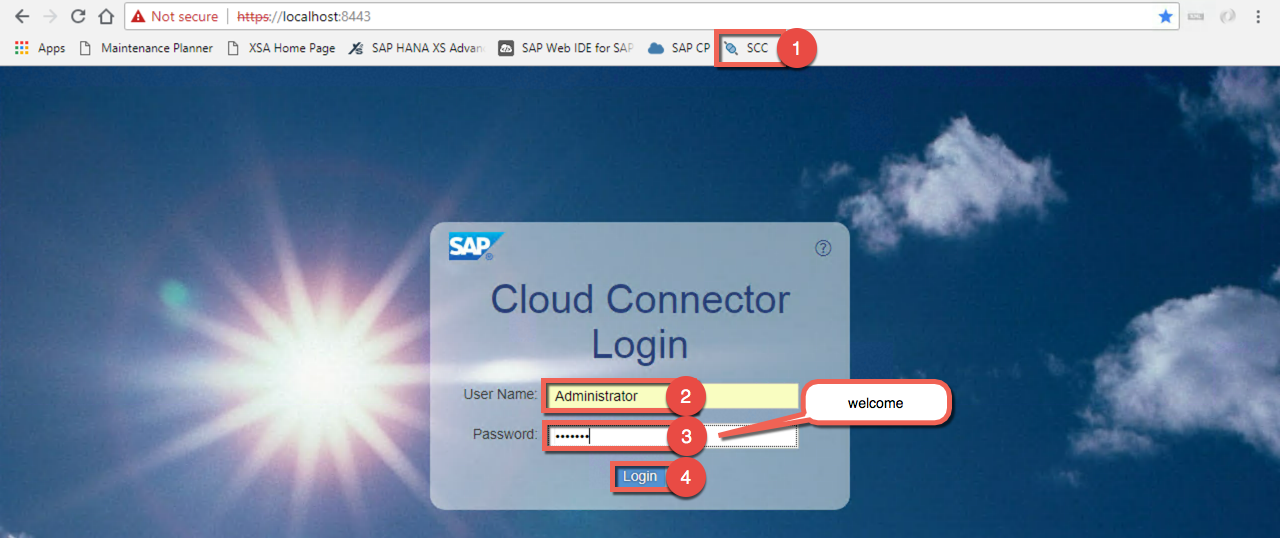 Not secure https://localhost:8443
Apps Maintenance Planner XSA Home Page SAP HANA XS Advan SAP Web IDE for SAP SAP CP SCC 1
SAP
Cloud Connector
Login
User Name: Administrator 2
welcome
Password: ••••••• 3
Login 4